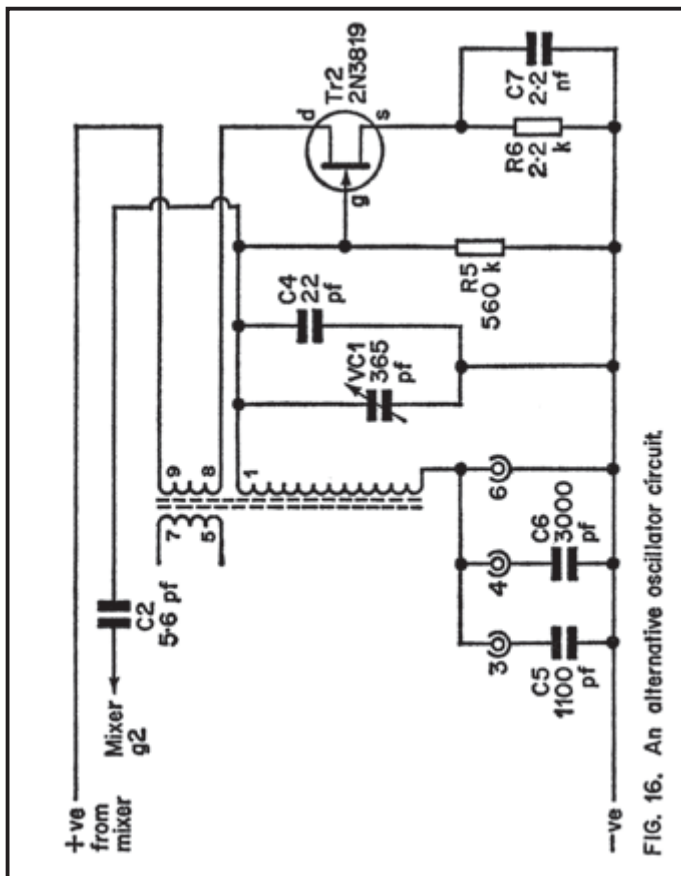 +ve
from
mixer
Mixer
g2
C2
5·6 pf
7
5
9
8
1
VC1
365
pf
C4
22
pf
d
g
s
Tr2
2N3819
3
4
6
C5
1100
pf
C6
3000
pf
R5
560 k
R6
2·2
k
C7
2·2
nf
—ve
FIG. 16. An alternative oscillator circuit.